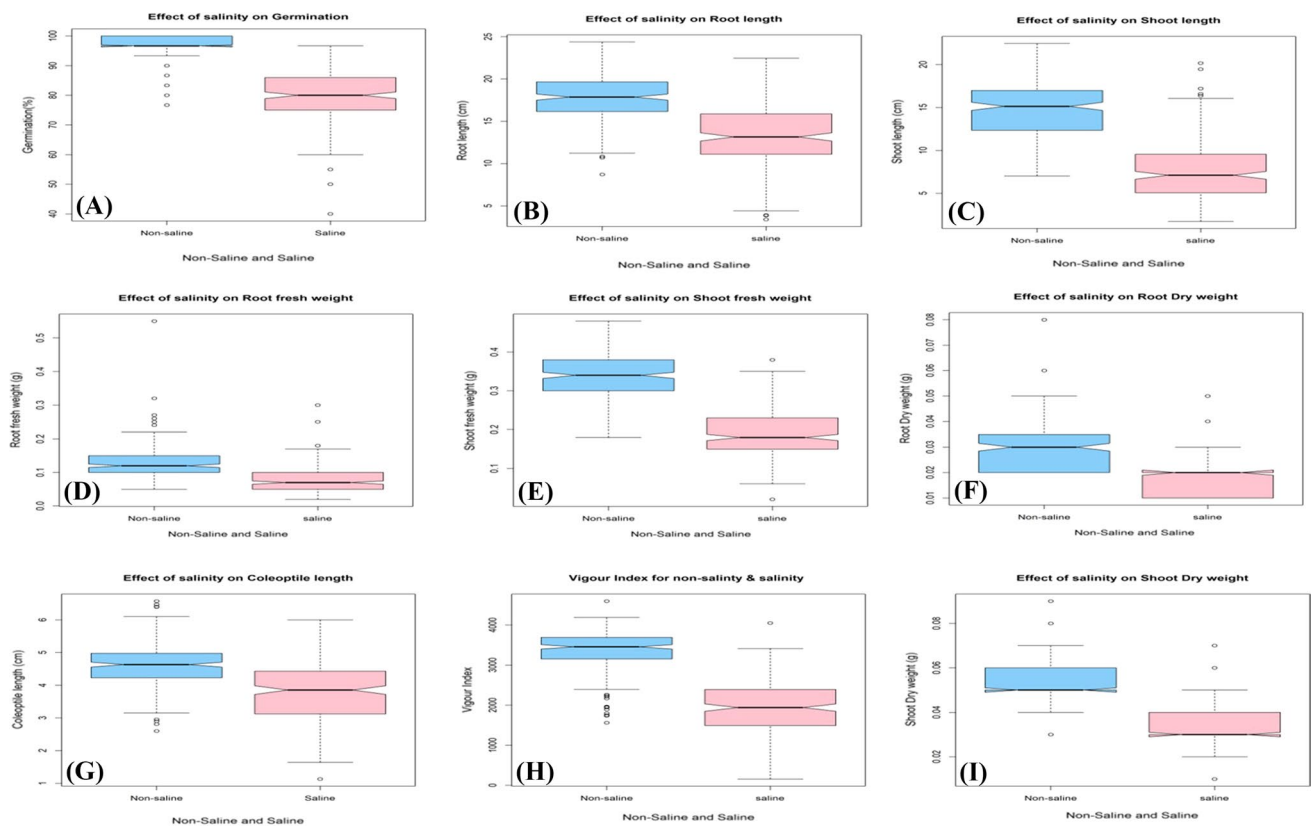 Effect of salinity on Germination
Germination(%)
100
90
80
70
60
50
40
(A)
Non-saline
Saline
Non-Saline and Saline
Effect of salinity on Root length
Root length (cm)
25
20
15
10
5
(B)
Non-saline
saline
Non-Saline and Saline
Effect of salinity on Shoot length
Shoot length (cm)
20
15
10
5
(C)
Non-saline
saline
Non-Saline and Saline
Effect of salinity on Root fresh weight
Root fresh weight (g)
0.5
0.4
0.3
0.2
0.1
0.0
(D)
Non-saline
saline
Non-Saline and Saline
Effect of salinity on Shoot fresh weight
Shoot fresh weight (g)
0.4
0.3
0.2
0.1
(E)
Non-saline
saline
Non-Saline and Saline
Effect of salinity on Root Dry weight
Root Dry weight (g)
0.08
0.07
0.06
0.05
0.04
0.03
0.02
0.01
(F)
Non-saline
saline
Non-Saline and Saline
Effect of salinity on Coleoptile length
Coleoptile length (cm)
6
5
4
3
2
1
(G)
Non-saline
Saline
Non-Saline and Saline
Vigour Index for non-salinty & salinity
Vigour Index
4000
3000
2000
1000
0
(H)
Non-saline
saline
Non-Saline and Saline
Effect of salinity on Shoot Dry weight
Shoot Dry weight (g)
0.08
0.06
0.04
0.02
(I)
Non-saline
saline
Non-Saline and Saline